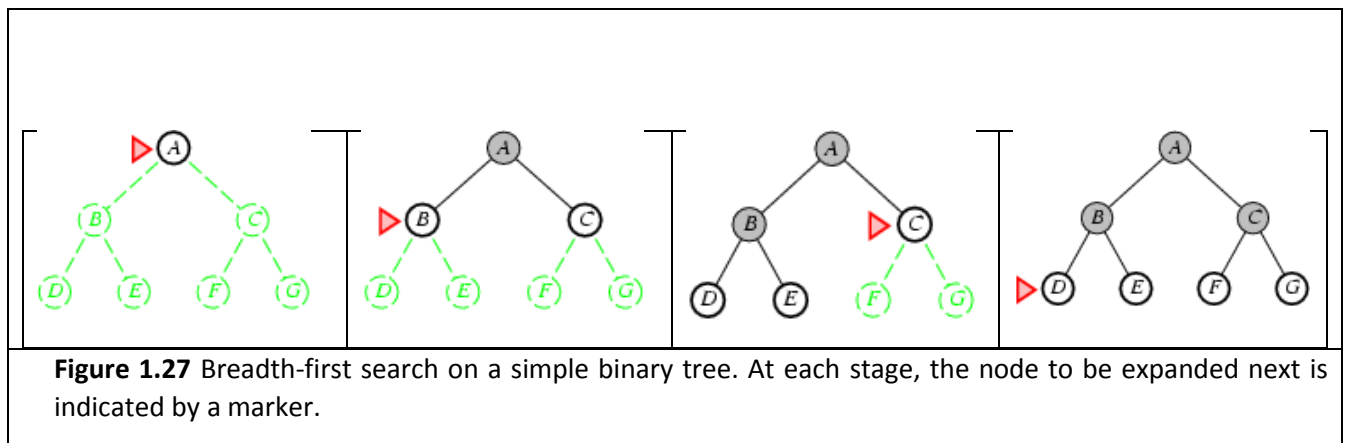 A
B C
D E F G
A
B C
D E F G
A
B C
D E F G
A
B C
D E F G
Figure 1.27 Breadth-first search on a simple binary tree. At each stage, the node to be expanded next is
indicated by a marker.